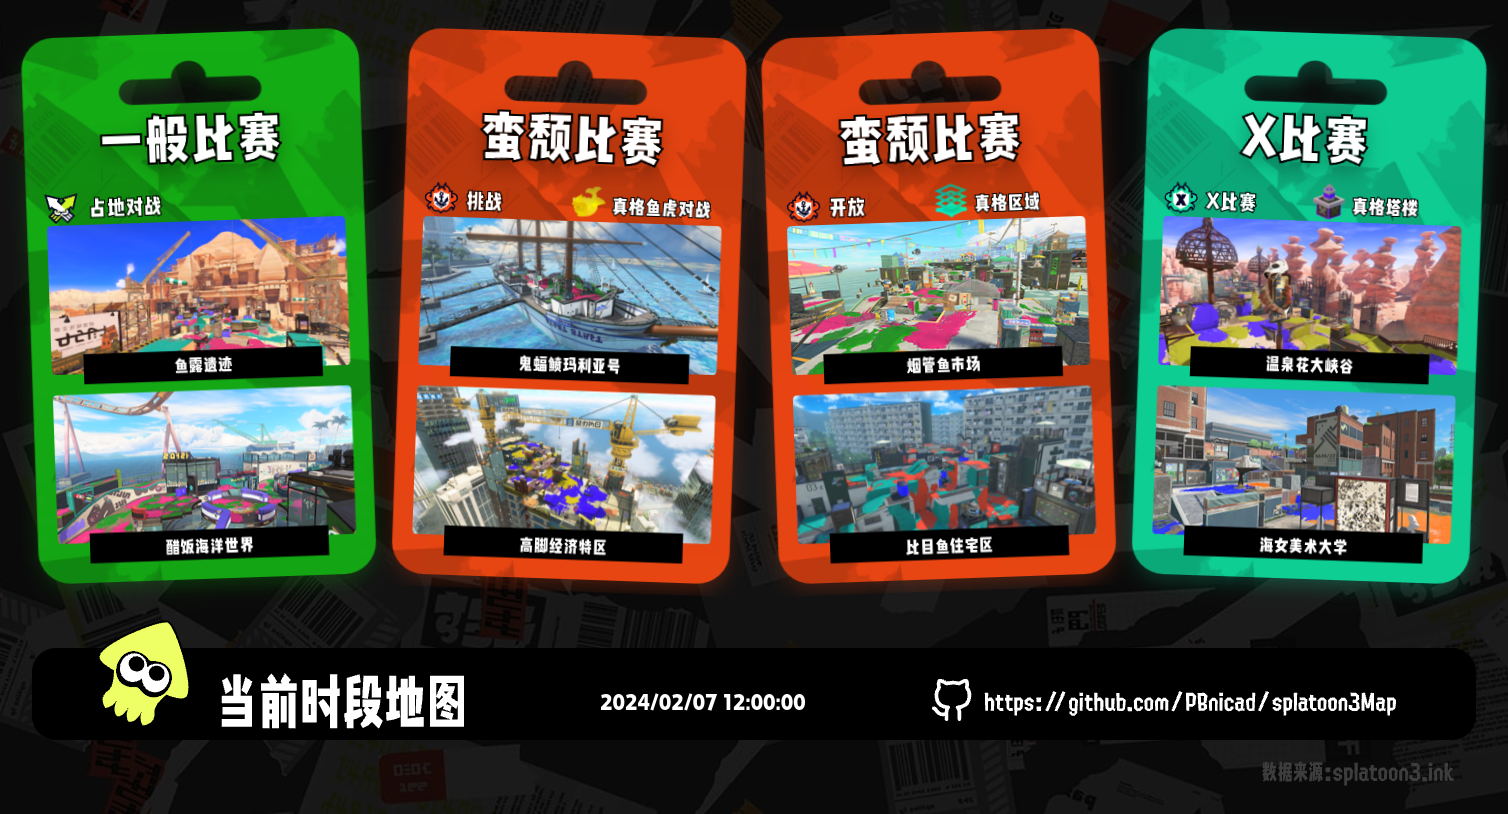 一般比赛
占地对战
鱼露遗迹
醋饭海洋世界
蛮颓比赛
挑战
真格鱼虎对战
鬼蝠鲼玛利亚号
高脚经济特区
蛮颓比赛
开放
真格区域
烟管鱼市场
比目鱼住宅区
X比赛
X比赛
真格塔楼
温泉花大峡谷
海女美术大学
当前时段地图
2024/02/07 12:00:00
https://github.com/PBnicad/splatoon3Map
数据来源:splatoon3.ink